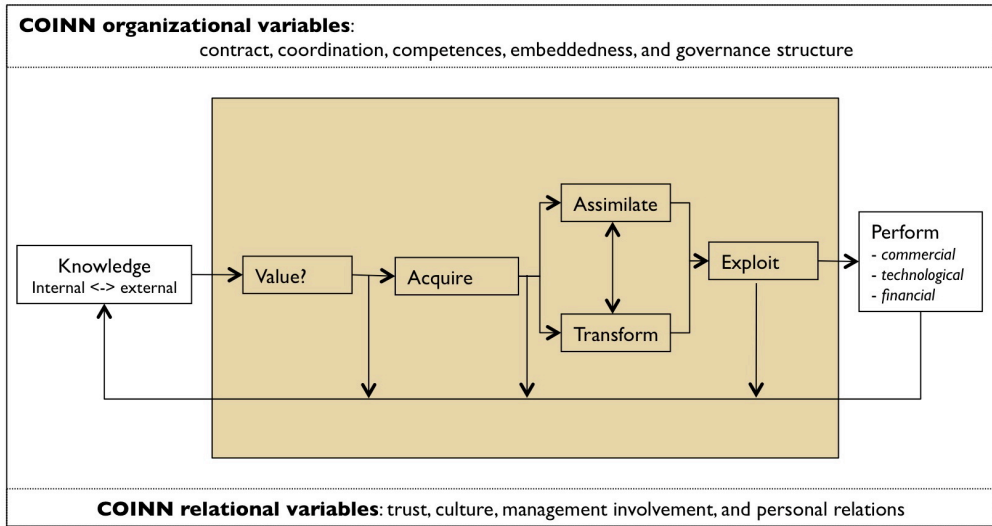 COINN organizational variables:
contract, coordination, competences, embeddedness, and governance structure
Knowledge
Internal <-> external
Value?
Acquire
Assimilate
Transform
Exploit
Perform
- commercial
- technological
- financial
COINN relational variables: trust, culture, management involvement, and personal relations